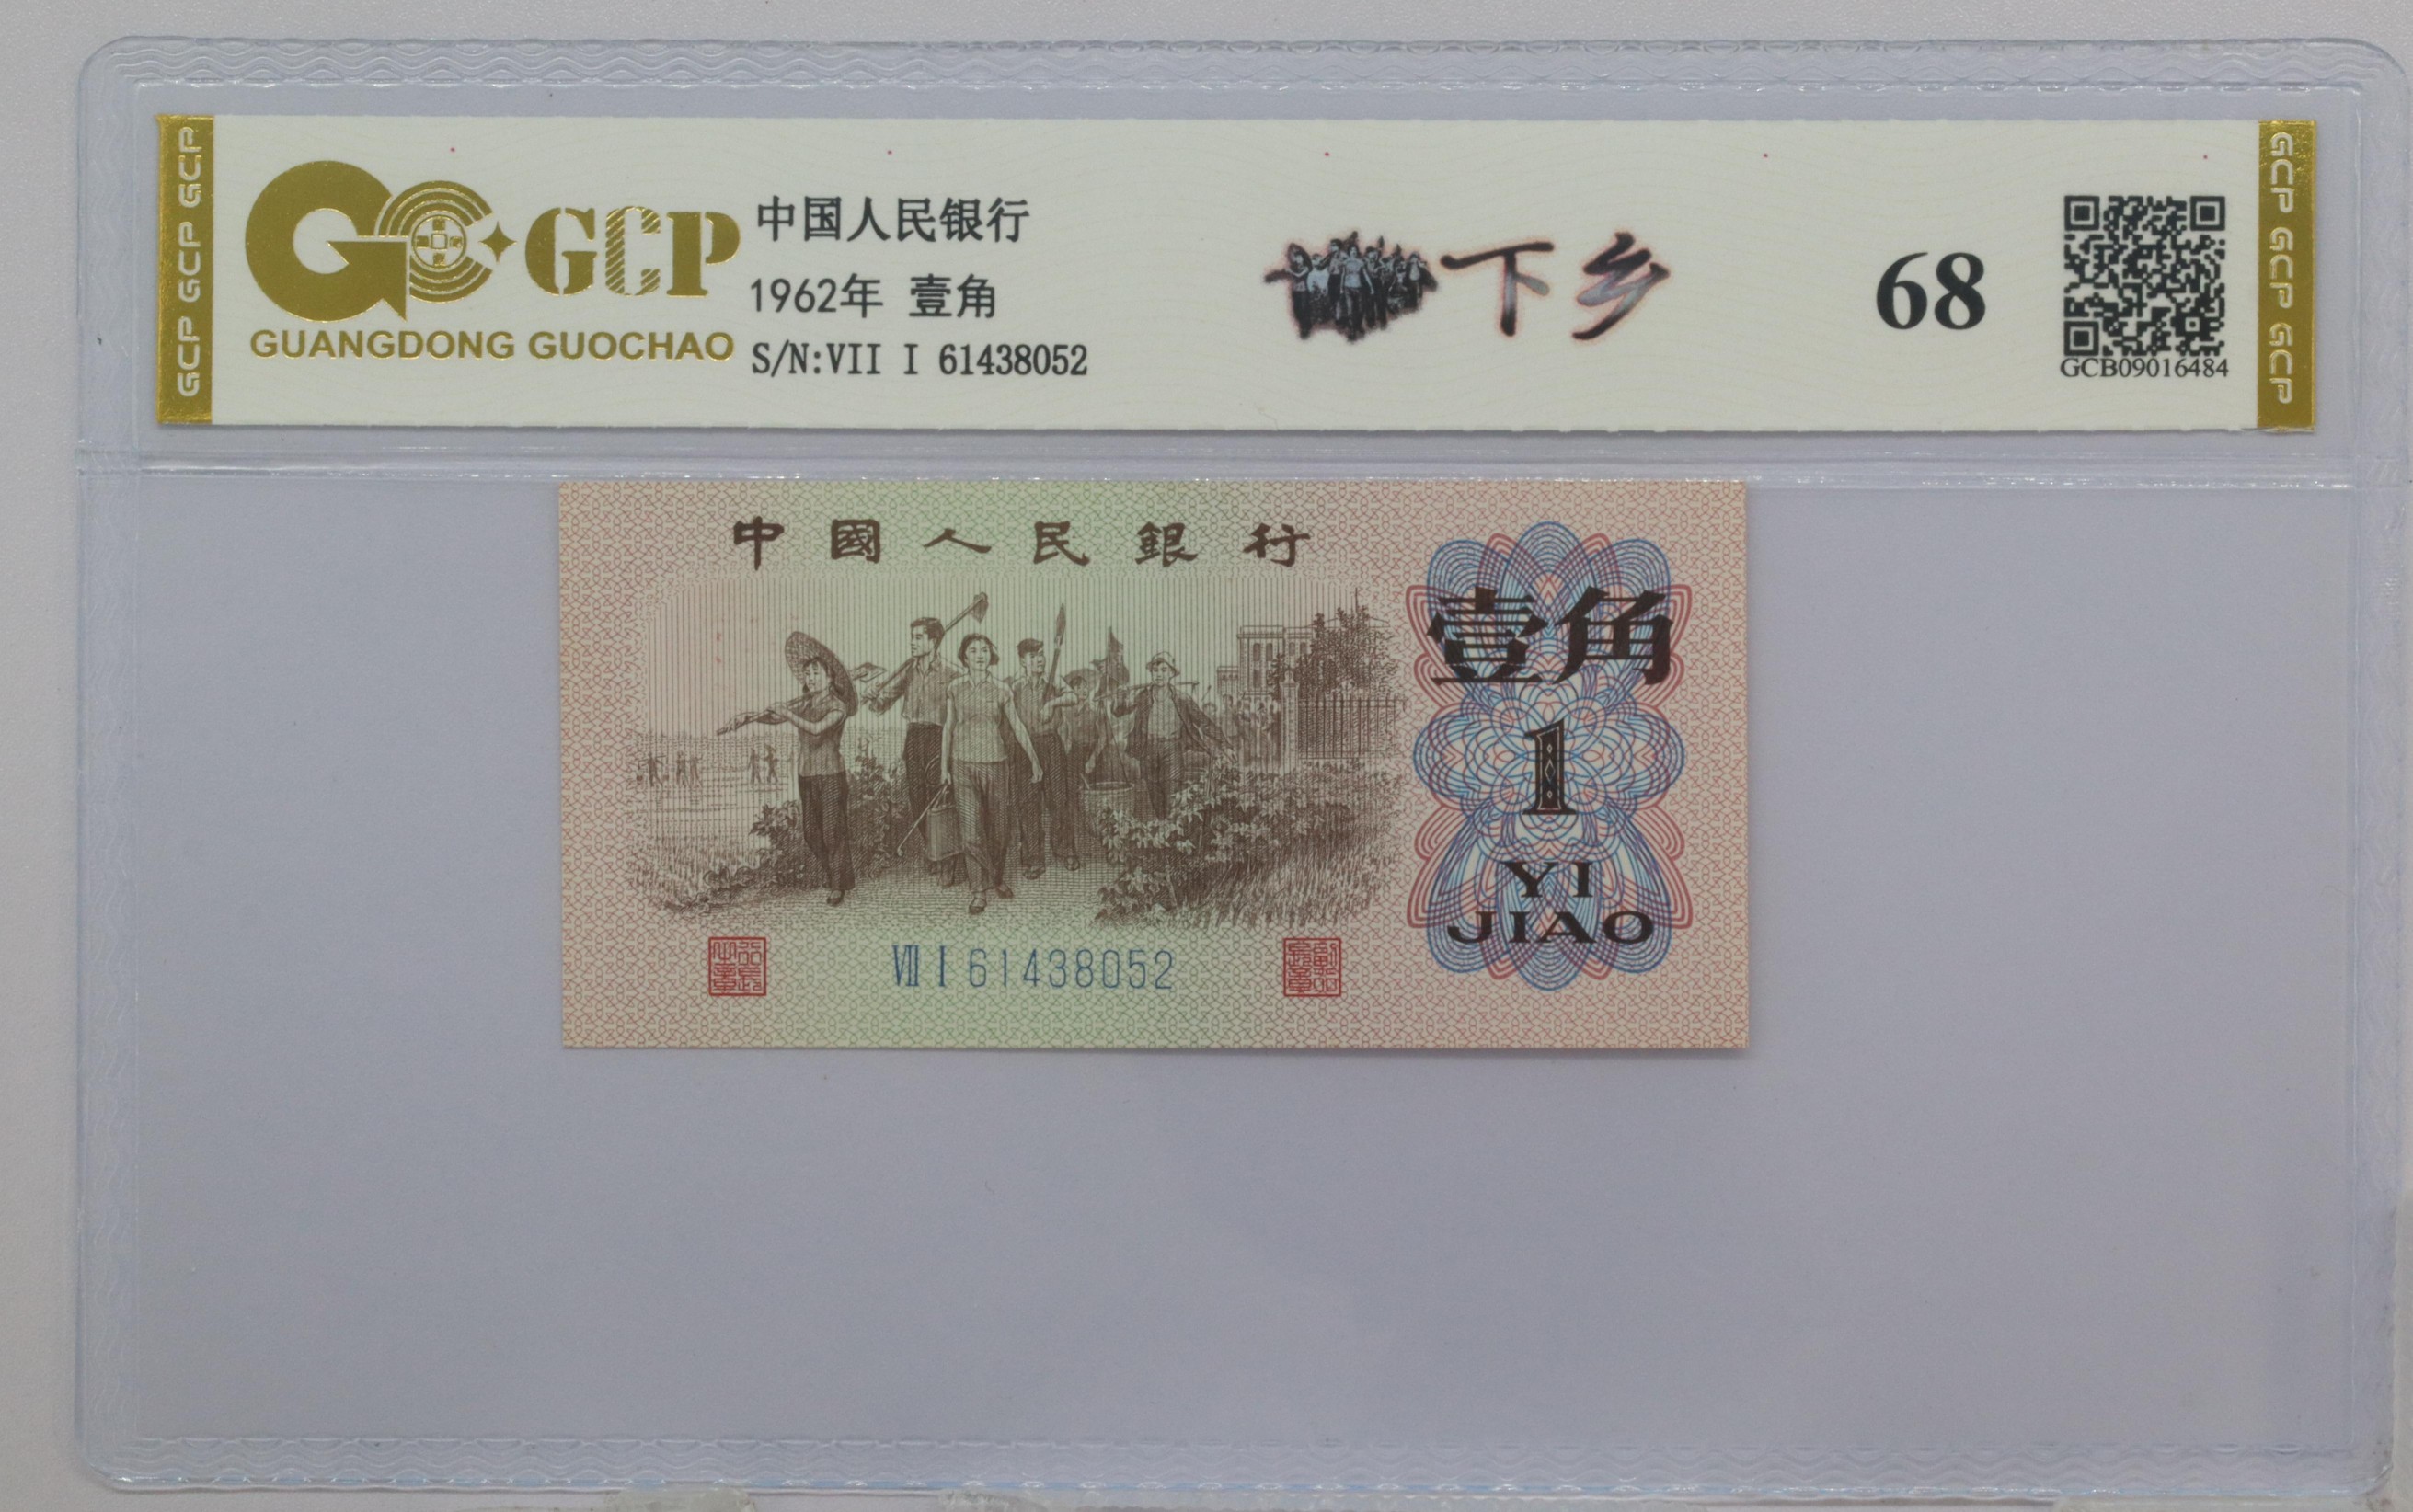 GCP GCP GCP
GCP
GUANGDONG GUOCHAO
中国人民银行
1962年 壹角
S/N:VII I 61438052
下乡
68
GCB09016484
GCP GCP GCP
中國人民銀行
壹角
1
YI
JIAO
VII I 61438052